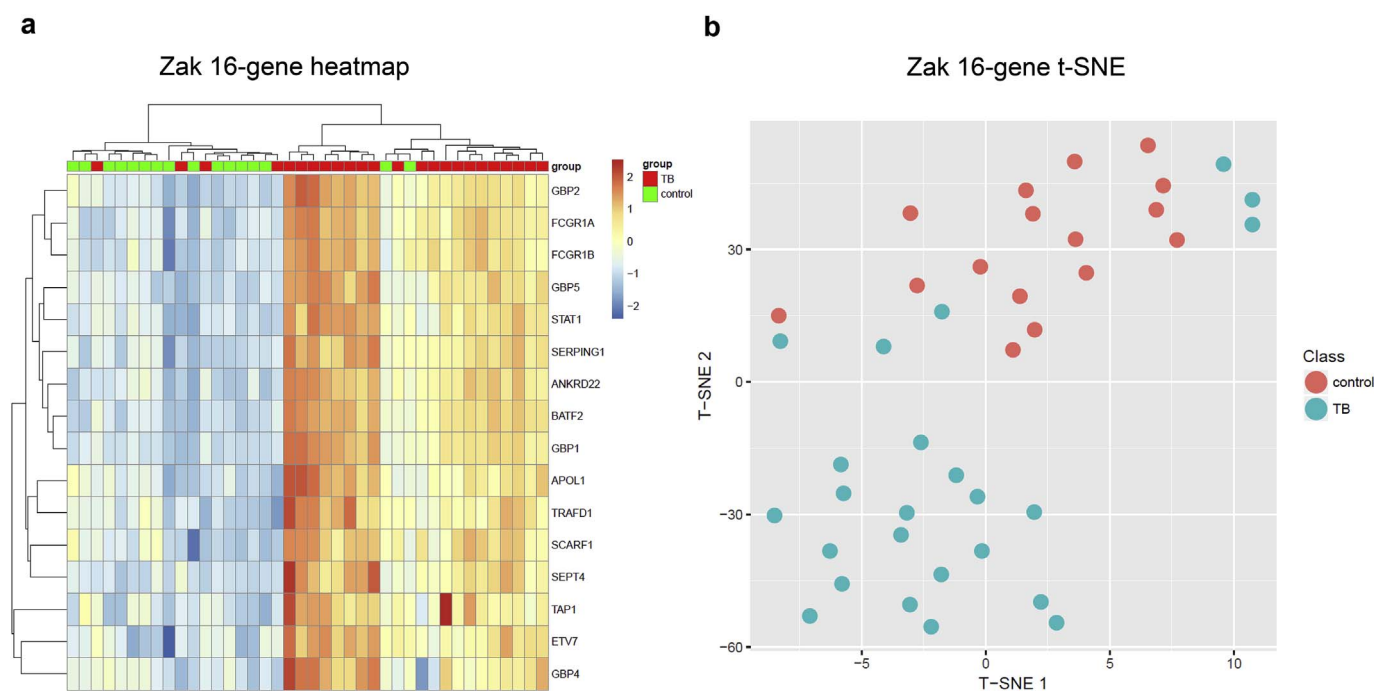 a
Zak 16-gene heatmap
group
GBP2
FCGR1A
FCGR1B
GBP5
STAT1
SERPING1
ANKRD22
BATF2
GBP1
APOL1
TRAFD1
SCARF1
SEPT4
TAP1
ETV7
GBP4
2
1
0
−1
−2
group
TB
control
b
Zak 16-gene t-SNE
T−SNE 2
30
0
−30
−60
−5
0
5
10
T−SNE 1
Class
control
TB